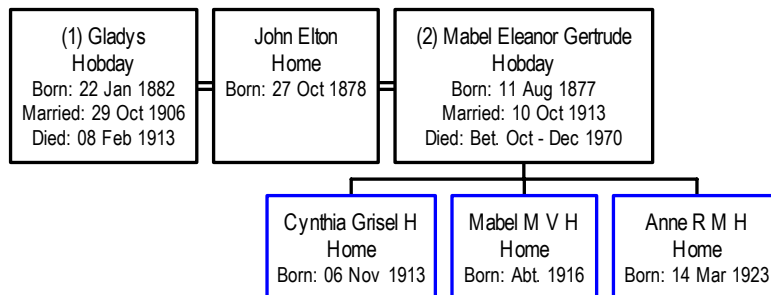 (1) Gladys
Hobday
Born: 22 Jan 1882
Married: 29 Oct 1906
Died: 08 Feb 1913
John Elton
Home
Born: 27 Oct 1878
(2) Mabel Eleanor Gertrude
Hobday
Born: 11 Aug 1877
Married: 10 Oct 1913
Died: Bet. Oct - Dec 1970
Cynthia Grisel H
Home
Born: 06 Nov 1913
Mabel M V H
Home
Born: Abt. 1916
Anne R M H
Home
Born: 14 Mar 1923